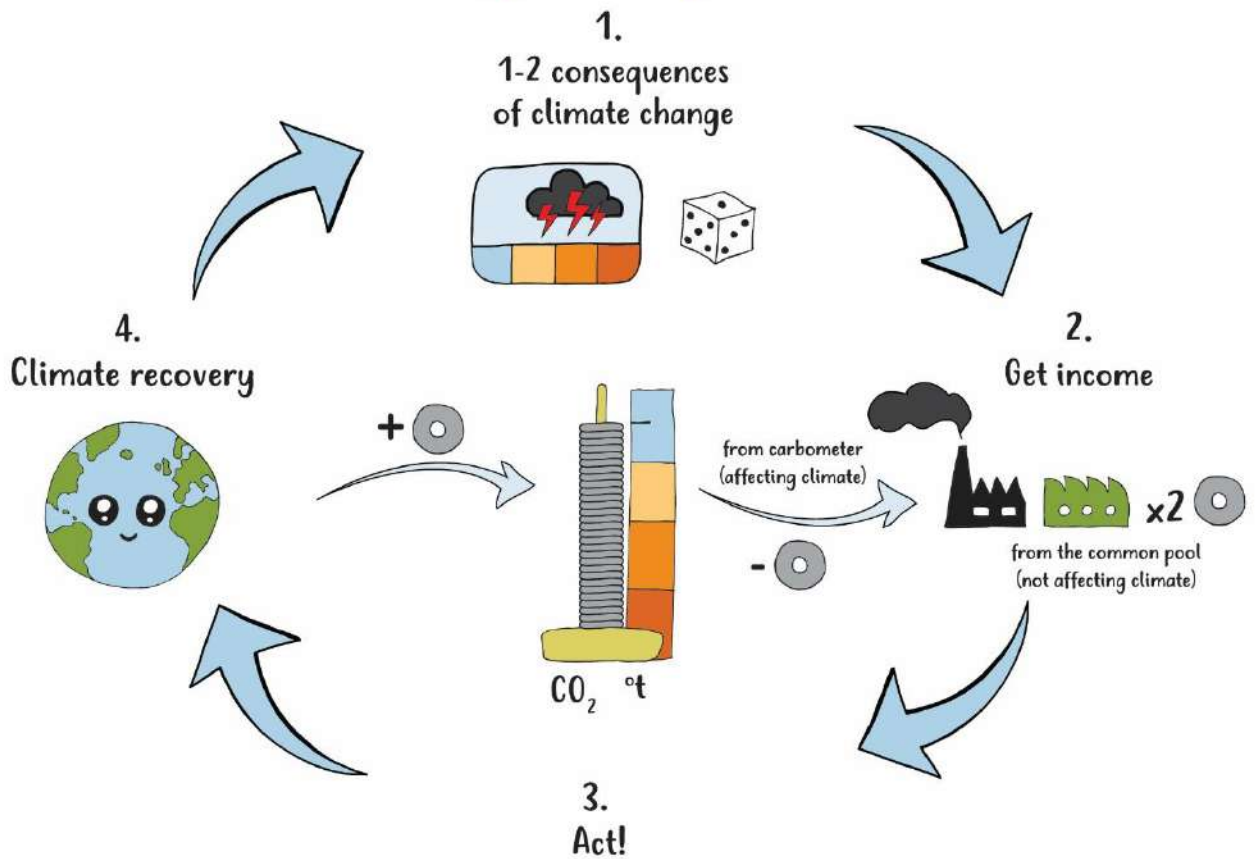 1.
1-2 consequences
of climate change
4.
Climate recovery
2.
Get income
+
from carbometer
(affecting climate)
-
x2
from the common pool
(not affecting climate)
CO₂ °t
3.
Act!